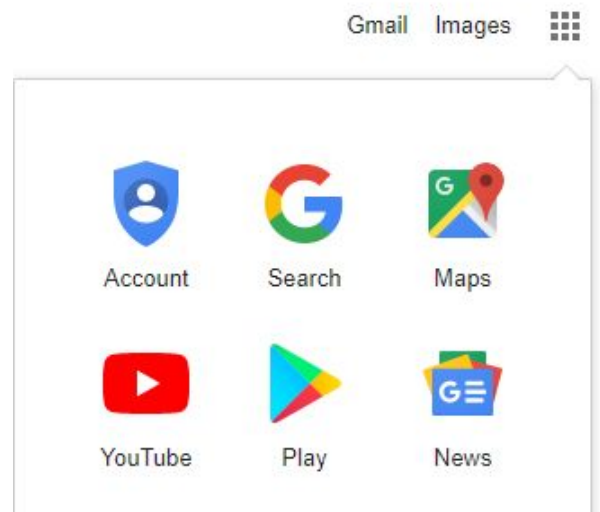 Gmail Images
G
Account Search Maps
G
YouTube Play News